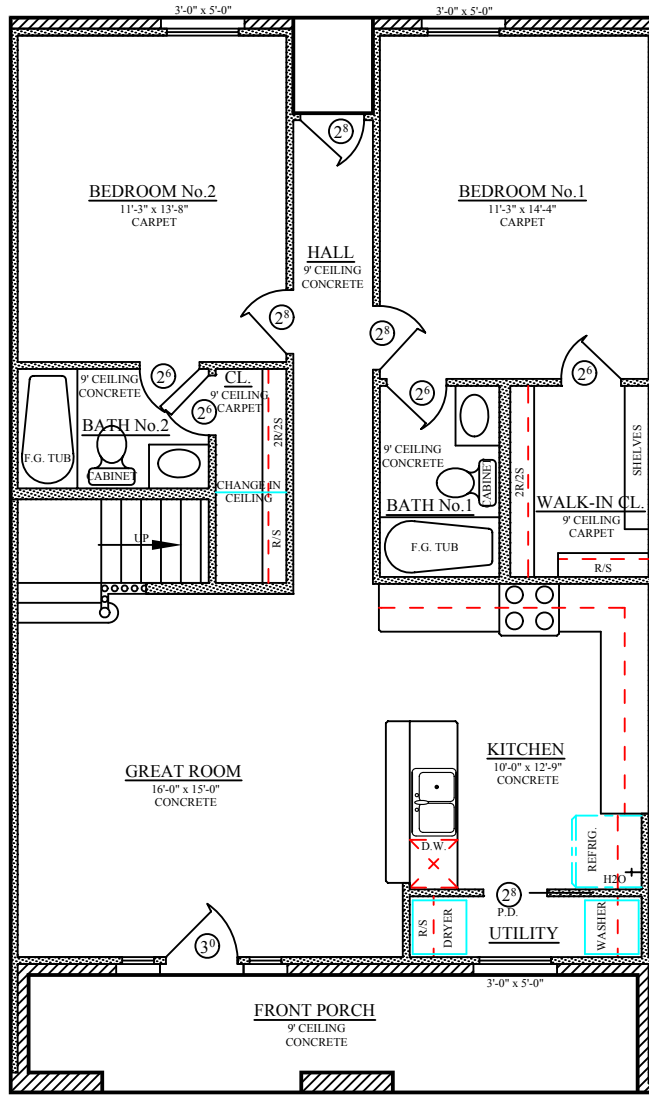 3'-0" x 5'-0"
3'-0" x 5'-0"
2⁸
BEDROOM No.2
11'-3" x 13'-8"
CARPET
BEDROOM No.1
11'-3" x 14'-4"
CARPET
HALL
9' CEILING
CONCRETE
2⁸
2⁸
2⁶
2⁶
2⁶
2⁶
9' CEILING
CONCRETE
BATH No.2
F.G. TUB
CABINET
CL.
9' CEILING
CARPET
2R/2S
CHANGE IN
CEILING
R/S
UP
9' CEILING
CONCRETE
BATH No.1
CABINET
F.G. TUB
2R/2S
SHELVES
WALK-IN CL.
9' CEILING
CARPET
R/S
GREAT ROOM
16'-0" x 15'-0"
CONCRETE
KITCHEN
10'-0" x 12'-9"
CONCRETE
D.W.
REFRIG.
H2O
2⁸
P.D.
R/S
DRYER
UTILITY
WASHER
3⁰
3'-0" x 5'-0"
FRONT PORCH
9' CEILING
CONCRETE